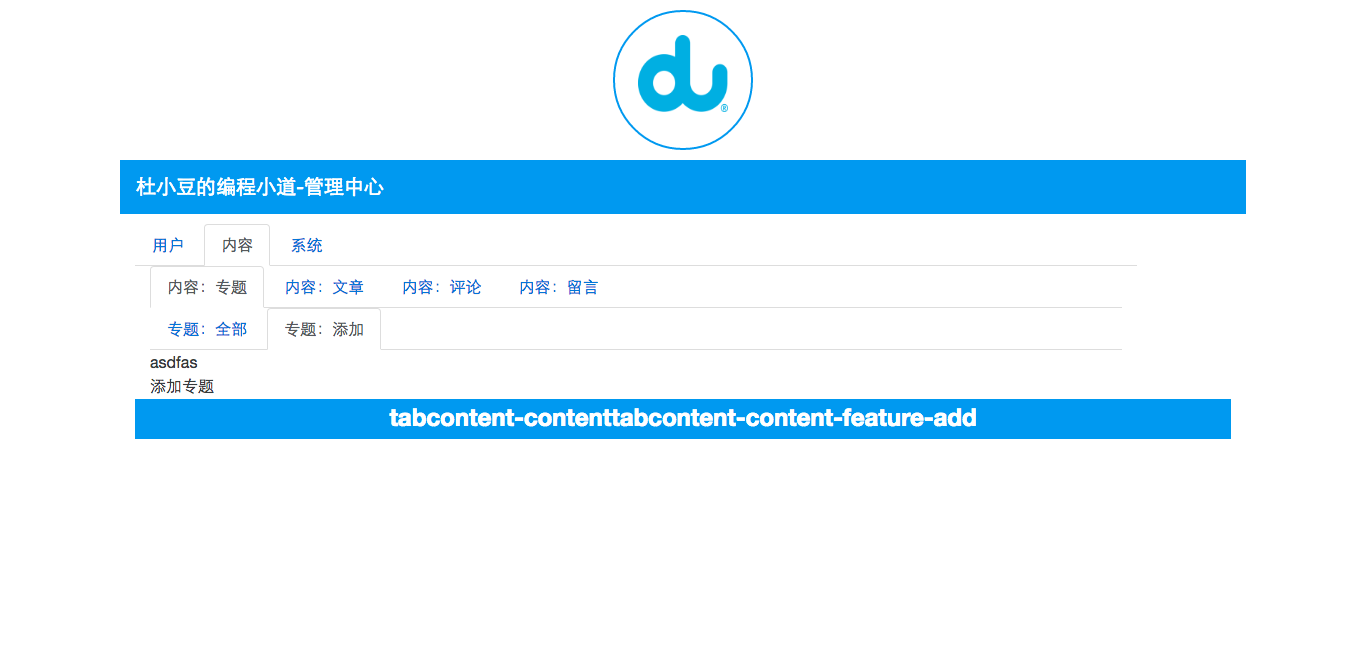 du®
杜小豆的编程小道-管理中心
用户 内容 系统
内容：专题 内容：文章 内容：评论 内容：留言
专题：全部 专题：添加
asdfas
添加专题
tabcontent-contenttabcontent-content-feature-add